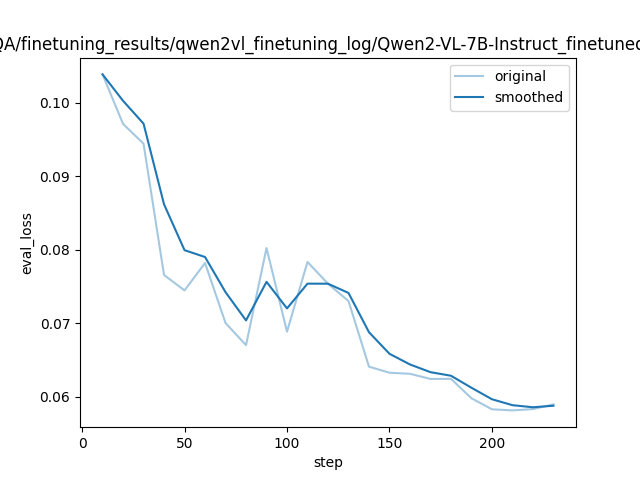 QA/finetuning_results/qwen2vl_finetuning_log/Qwen2-VL-7B-Instruct_finetuned
original
smoothed
0.10
0.09
0.08
0.07
0.06
eval_loss
0
50
100
150
200
step